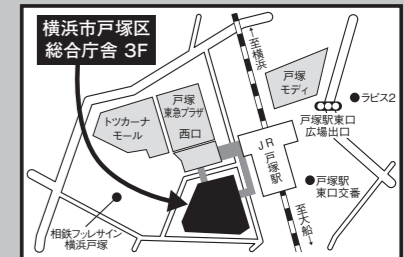 横浜市戸塚区
総合庁舎 3F
←至横浜
戸塚
モディ
ラピス2
戸塚駅東口
広場出口
戸塚
東急プラザ
西口
トツカーナ
モール
JR
戸塚駅
戸塚駅
東口交番
至大船→
相鉄フレッサイン
横浜戸塚